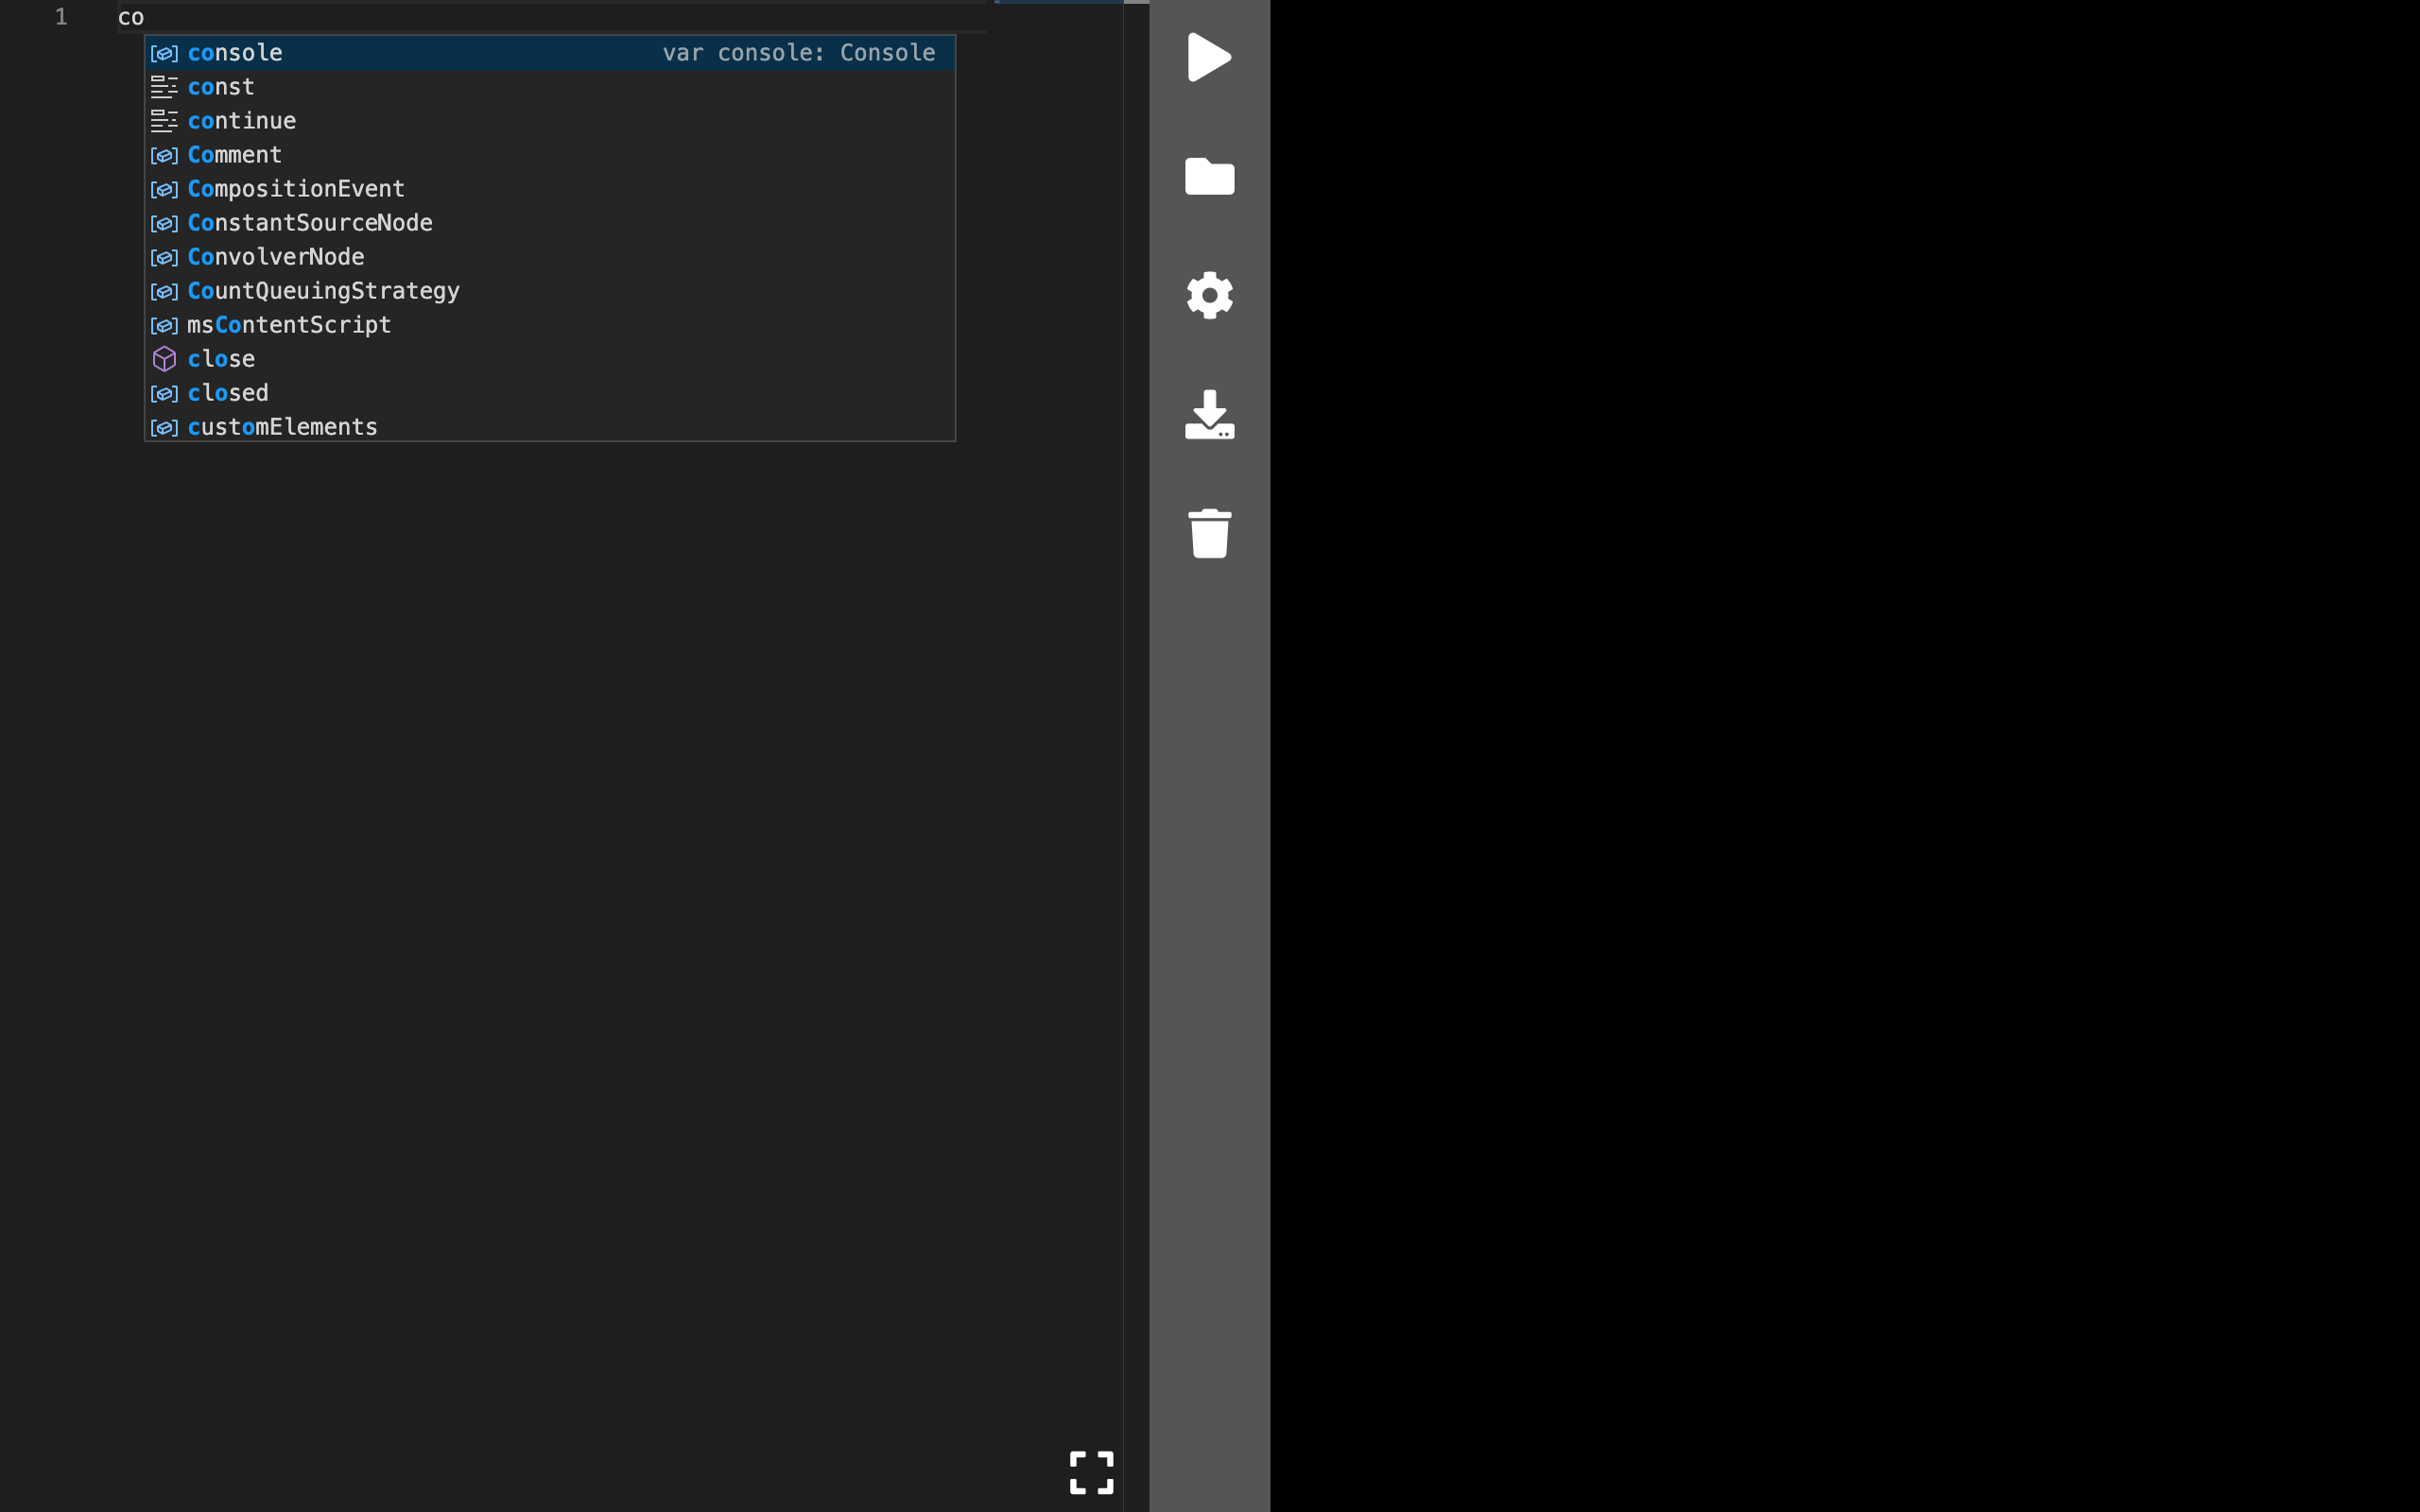 1 co
console var console: Console
const
continue
Comment
CompositionEvent
ConstantSourceNode
ConvolverNode
CountQueuingStrategy
msContentScript
close
closed
customElements